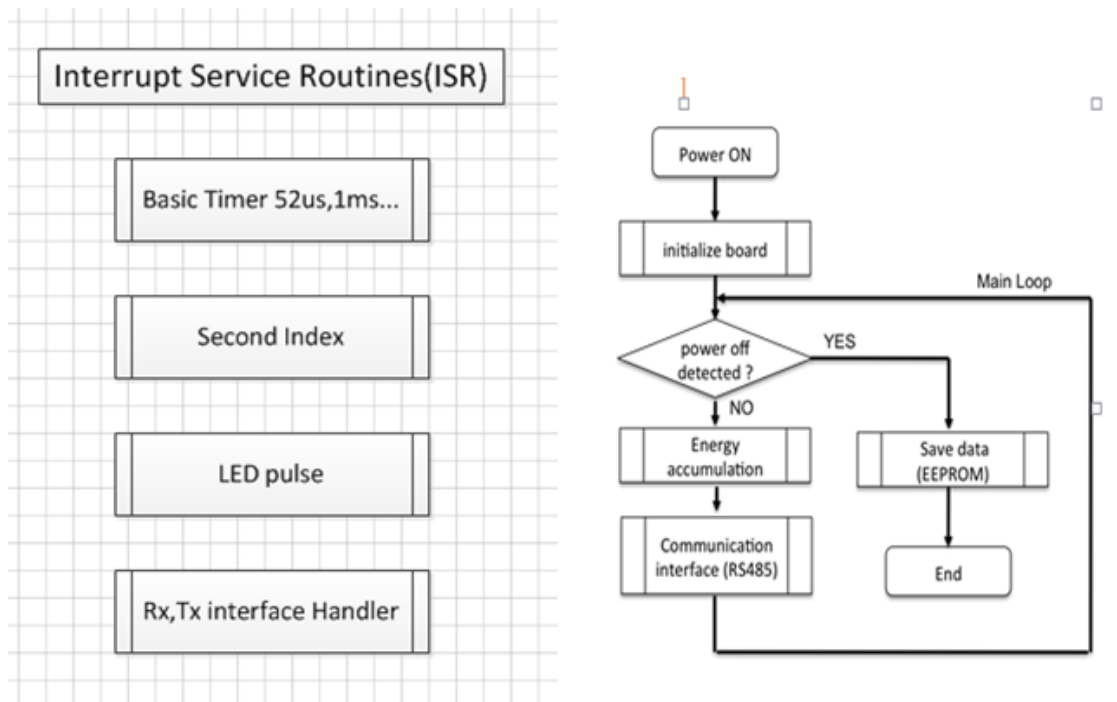 Interrupt Service Routines(ISR)
Basic Timer 52us,1ms...
Second Index
LED pulse
Rx,Tx interface Handler
Power ON
initialize board
Main Loop
power off
detected ?
YES
NO
Energy
accumulation
Save data
(EEPROM)
Communication
interface (RS485)
End